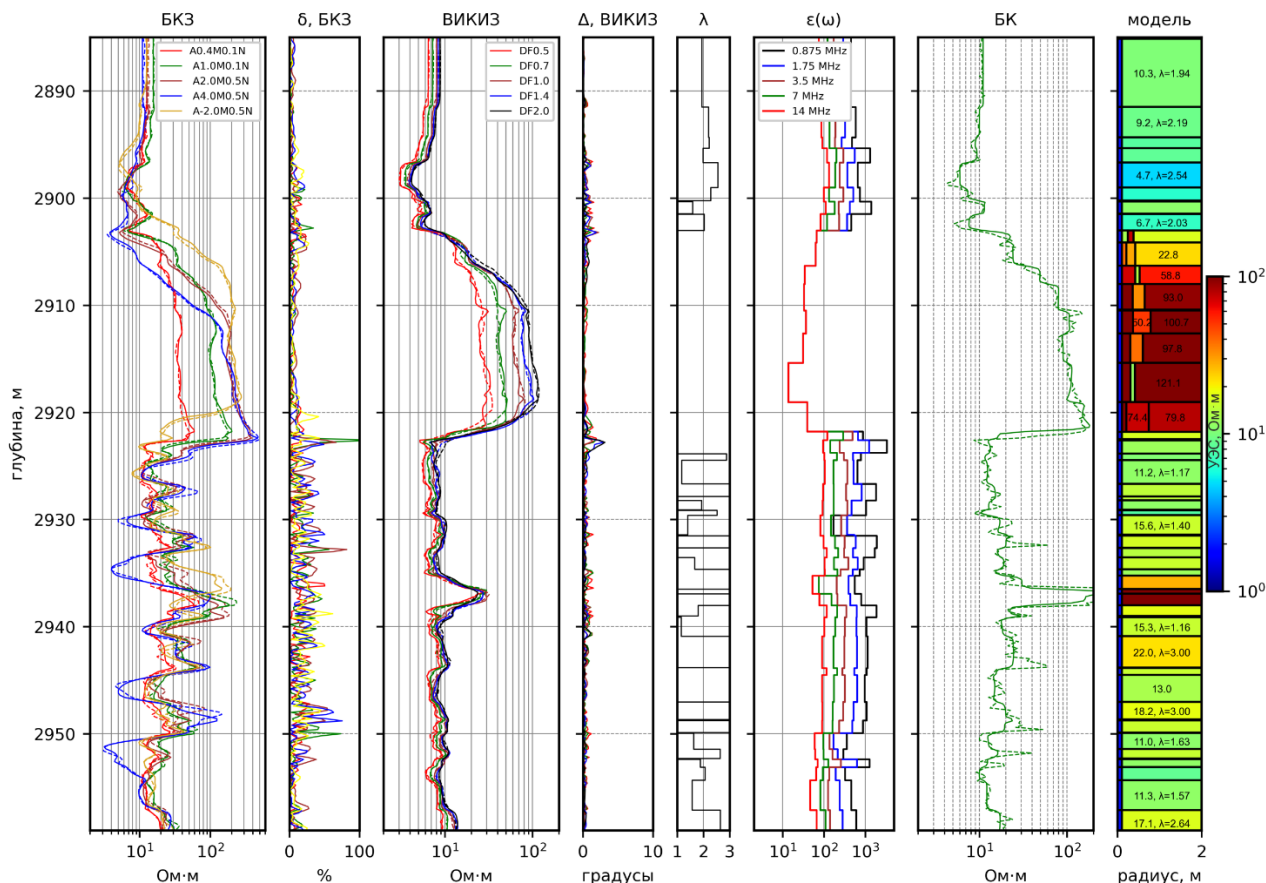 БКЗ
δ, БКЗ
ВИКИЗ
Δ, ВИКИЗ
λ
ε(ω)
БК
модель
A0.4M0.1N
A1.0M0.1N
A2.0M0.5N
A4.0M0.5N
A-2.0M0.5N
DF0.5
DF0.7
DF1.0
DF1.4
DF2.0
0.875 MHz
1.75 MHz
3.5 MHz
7 MHz
14 MHz
глубина, м
2890
2900
2910
2920
2930
2940
2950
10.3, λ=1.94
9.2, λ=2.19
4.7, λ=2.54
6.7, λ=2.03
22.8
58.8
93.0
50.2
100.7
97.8
121.1
74.4
79.6
11.2, λ=1.17
15.6, λ=1.40
15.3, λ=1.16
22.0, λ=3.00
13.0
18.2, λ=3.00
11.0, λ=1.63
11.3, λ=1.57
17.1, λ=2.64
10²
10¹
10⁰
УЭС, Ом·м
10¹ 10²
0 100
10¹ 10²
0 10
1 2 3
10¹ 10² 10³
10¹ 10²
0 2
Ом·м
%
Ом·м
градусы
Ом·м
радиус, м